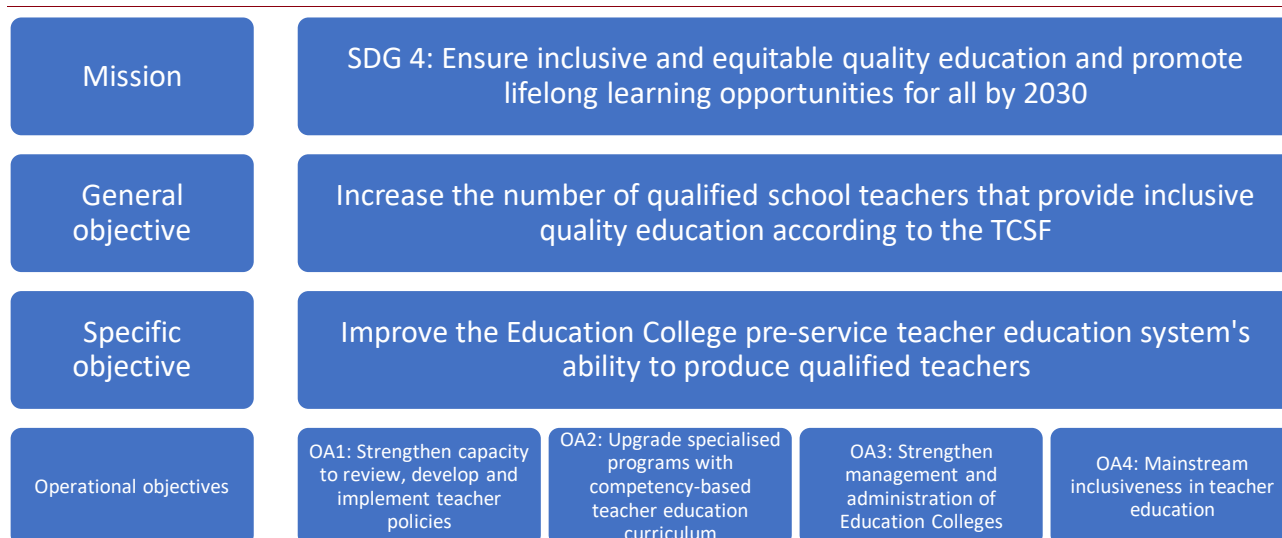 Mission
SDG 4: Ensure inclusive and equitable quality education and promote
lifelong learning opportunities for all by 2030
General
objective
Increase the number of qualified school teachers that provide inclusive
quality education according to the TCSF
Specific
objective
Improve the Education College pre-service teacher education system's
ability to produce qualified teachers
Operational objectives
OA1: Strengthen capacity
to review, develop and
implement teacher
policies
OA2: Upgrade specialised
programs with
competency-based
teacher education
curriculum
OA3: Strengthen
management and
administration of
Education Colleges
OA4: Mainstream
inclusiveness in teacher
education